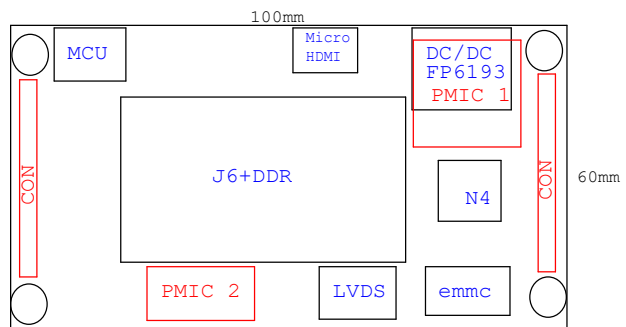 100mm
MCU
Micro
HDMI
DC/DC
FP6193
PMIC 1
CON
J6+DDR
CON
60mm
N4
PMIC 2
LVDS
emmc